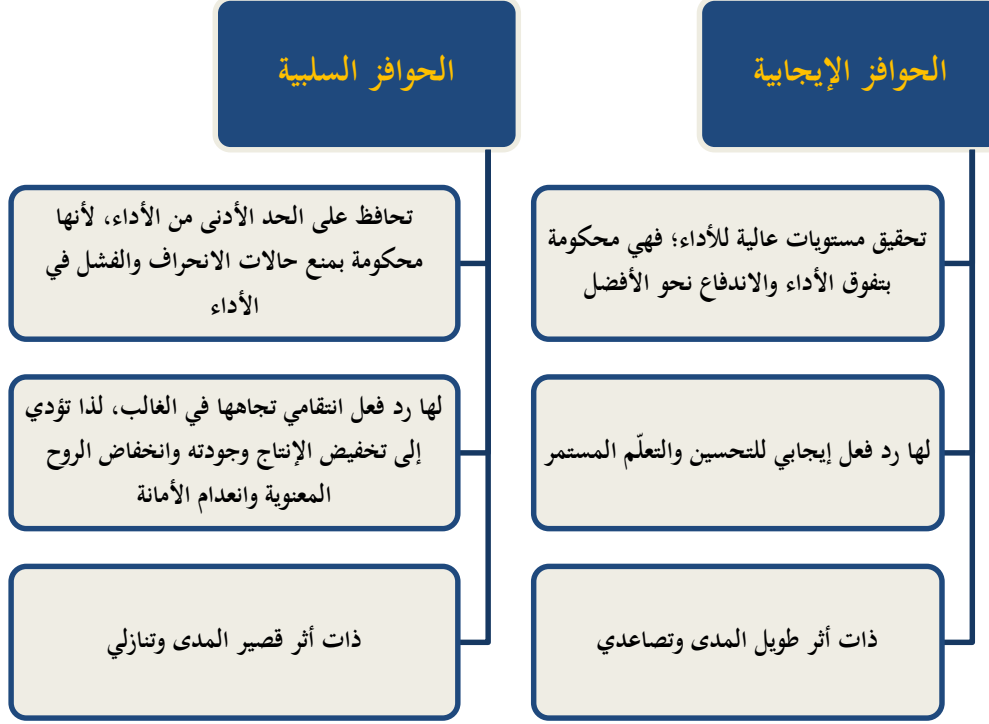 الحوافز الإيجابية
تحقيق مستويات عالية للأداء؛ فهي محكومة
بتفوق الأداء والاندفاع نحو الأفضل
لها رد فعل إيجابي للتحسين والتعلّم المستمر
ذات أثر طويل المدى وتصاعدي
الحوافز السلبية
تحافظ على الحد الأدنى من الأداء، لأنها
محكومة بمنع حالات الانحراف والفشل في
الأداء
لها رد فعل انتقامي تجاهها في الغالب، لذا تؤدي
إلى تخفيض الإنتاج وجودته وانخفاض الروح
المعنوية وانعدام الأمانة
ذات أثر قصير المدى وتنازلي